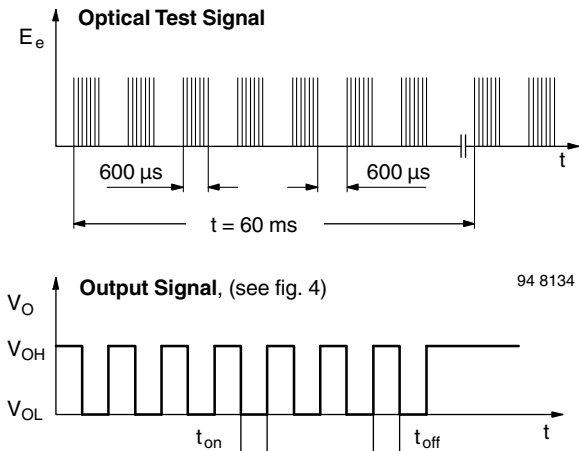 Optical Test Signal
E e
t
600 µs 600 µs
t = 60 ms
Output Signal, (see fig. 4)
94 8134
VO
VOH
VOL
t
ton toff